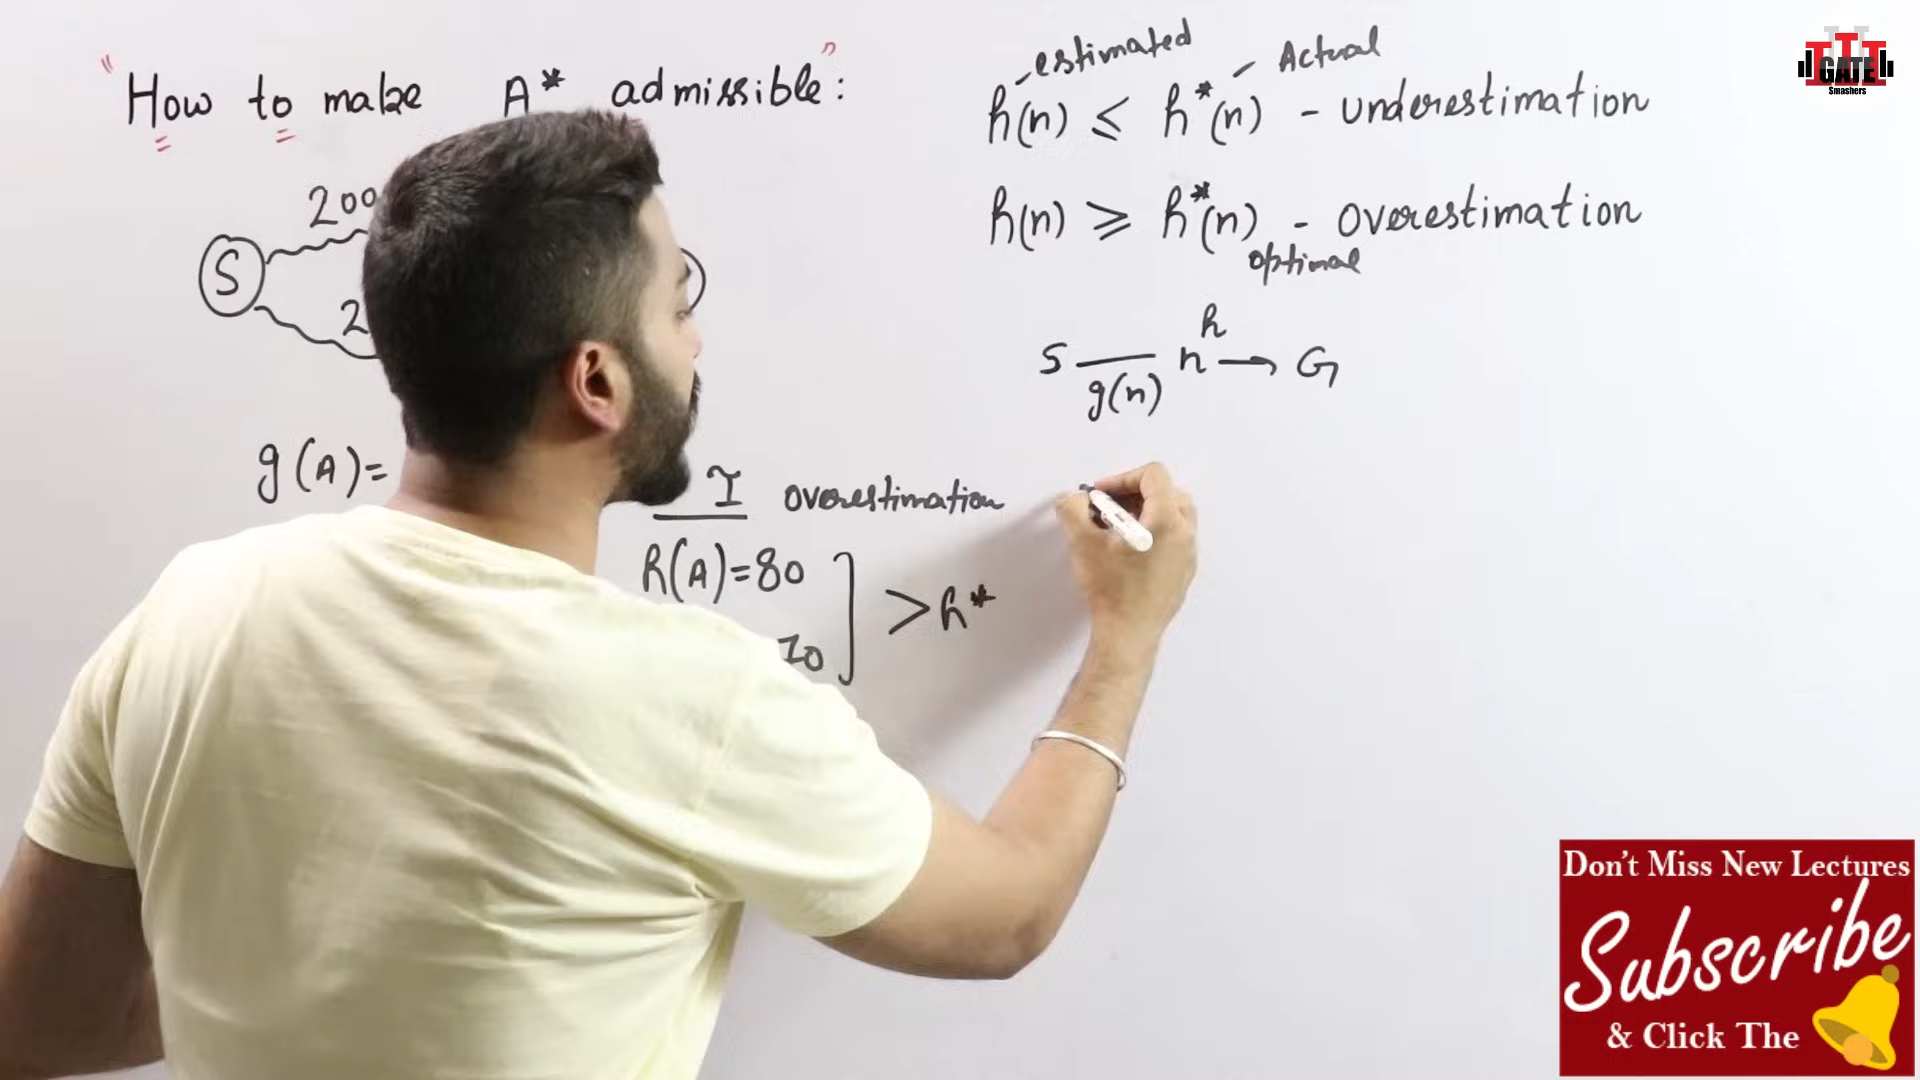 "How to make A* admissible":
estimated Actual
h(n) ≤ h*(n) - underestimation
h(n) ≥ h*(n) - overestimation
optimal
200
S
2
h
S g(n) n → G
g(A)=
I overestimation
h(A)=80
70
> h*
GATE
Smashers
Don't Miss New Lectures
Subscribe
& Click The